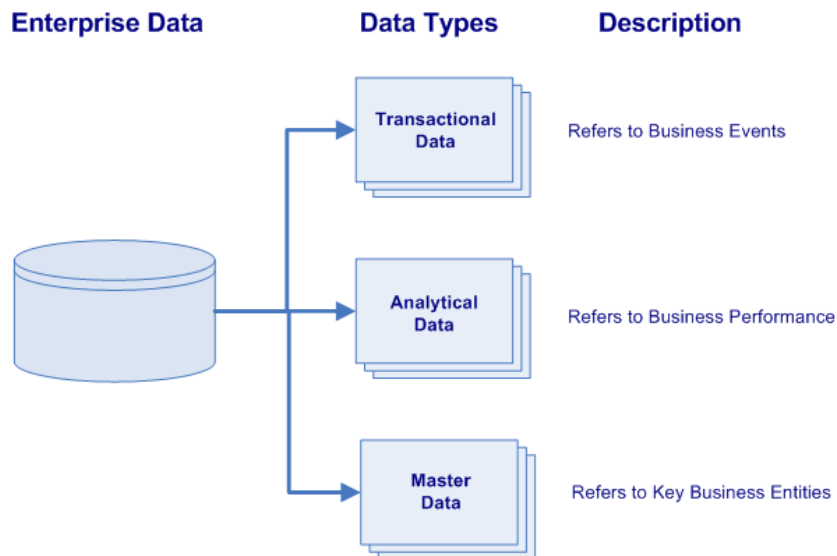 Enterprise Data
Data Types
Description
Transactional
Data
Refers to Business Events
Analytical
Data
Refers to Business Performance
Master
Data
Refers to Key Business Entities